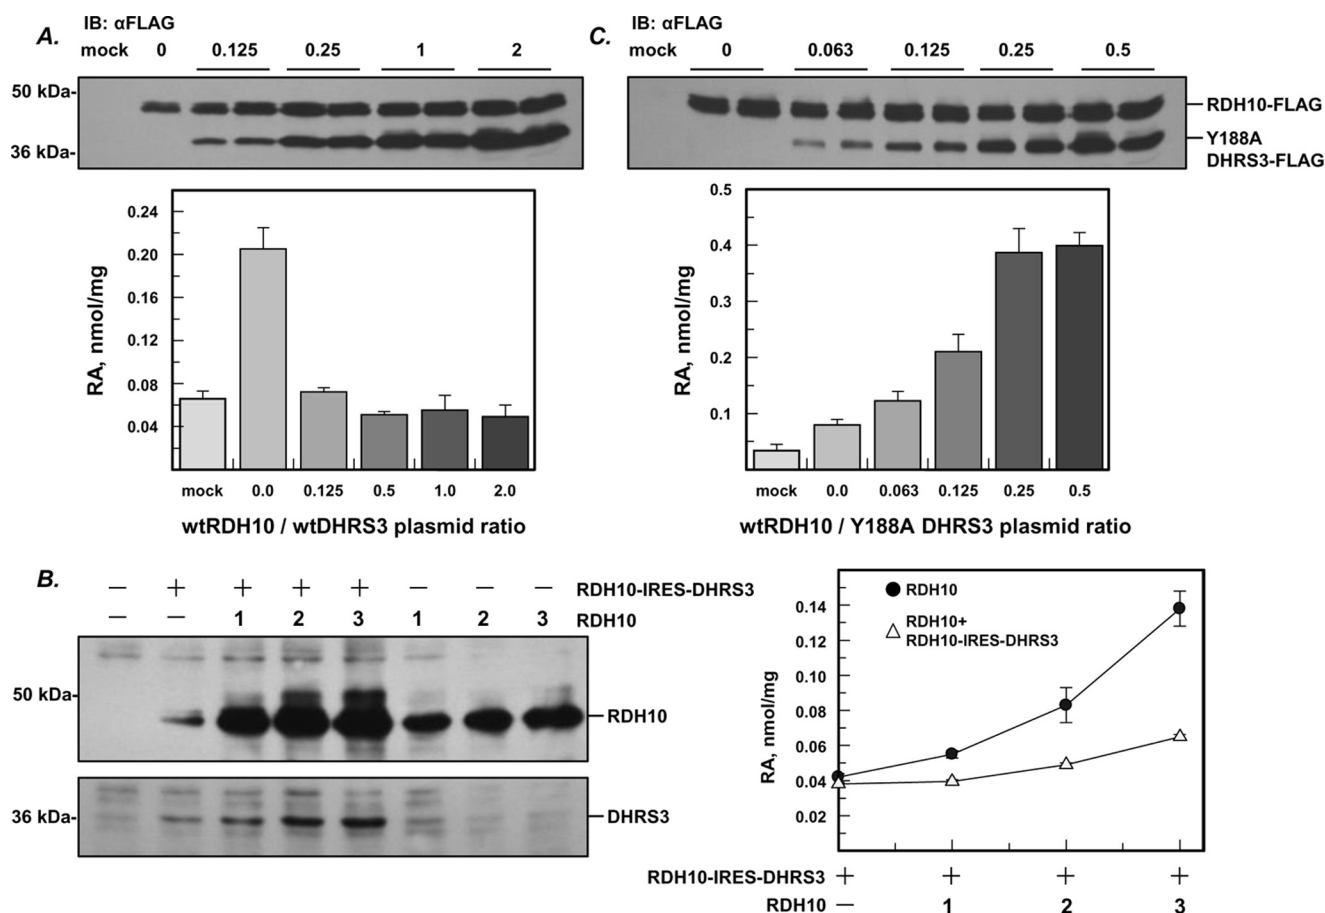 A.
IB: αFLAG
mock 0 0.125 0.25 1 2
50 kDa-
36 kDa-
RA, nmol/mg
0.24
0.20
0.16
0.12
0.08
0.04
mock 0.0 0.125 0.5 1.0 2.0
wtRDH10 / wtDHRS3 plasmid ratio
C.
IB: αFLAG
mock 0 0.063 0.125 0.25 0.5
RDH10-FLAG
Y188A
DHRS3-FLAG
RA, nmol/mg
0.5
0.4
0.3
0.2
0.1
mock 0.0 0.063 0.125 0.25 0.5
wtRDH10 / Y188A DHRS3 plasmid ratio
B.
– + + + + – – – RDH10-IRES-DHRS3
– – 1 2 3 1 2 3 RDH10
50 kDa-
RDH10
36 kDa-
DHRS3
RDH10
RDH10+
RDH10-IRES-DHRS3
RA, nmol/mg
0.14
0.12
0.10
0.08
0.06
0.04
0.02
RDH10-IRES-DHRS3 + + + +
RDH10 – 1 2 3